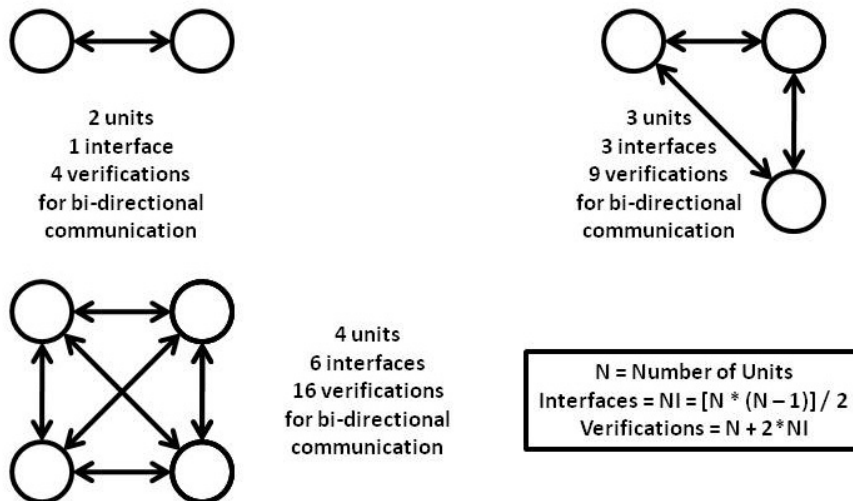 2 units
1 interface
4 verifications
for bi-directional
communication
3 units
3 interfaces
9 verifications
for bi-directional
communication
4 units
6 interfaces
16 verifications
for bi-directional
communication
N = Number of Units
Interfaces = NI = [N * (N – 1)] / 2
Verifications = N + 2*NI